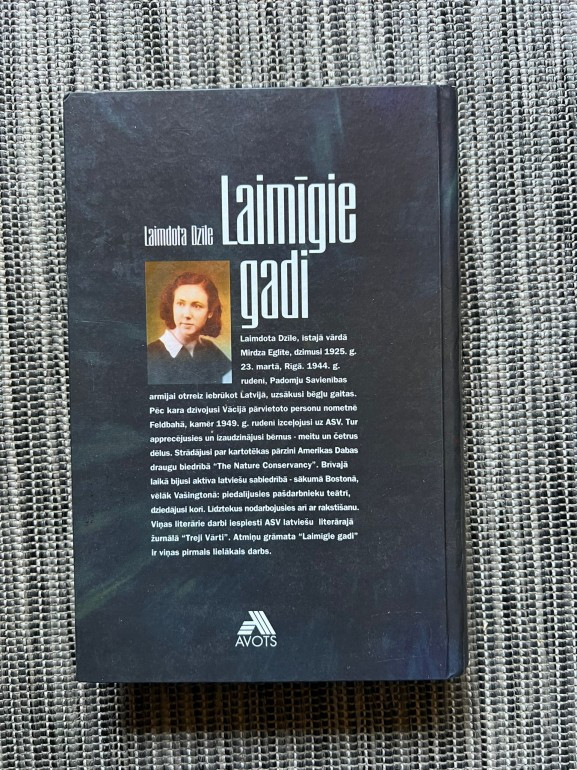 Laimdota Dzile Laimīgie
gadi
Laimdota Dzile, īstajā vārdā
Mirdza Eglīte, dzimusi 1925. g.
23. martā, Rīgā. 1944. g.
rudenī, Padomju Savienības
armijai otrreiz iebrūkot Latvijā, uzsākusi bēgļu gaitas.
Pēc kara dzīvojusi Vācijā pārvietoto personu nometnē
Feldbahā, kamēr 1949. g. rudenī izceļojusi uz ASV. Tur
apprecējusies un izaudzinājusi bērnus - meitu un četrus
dēlus. Strādājusi par kartotēkas pārzini Amerikas Dabas
draugu biedrībā "The Nature Conservancy". Brīvajā
laikā bijusi aktīva latviešu sabiedrībā - sākumā Bostonā,
vēlāk Vašingtonā: piedalījusies pašdarbnieku teātrī,
dziedājusi korī. Līdztekus nodarbojusies arī ar rakstīšanu.
Viņas literārie darbi iespiesti ASV latviešu literārajā
žurnālā "Treji Vārti". Atmiņu grāmata "Laimīgie gadi"
ir viņas pirmais lielākais darbs.
AVOTS